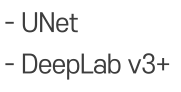 - UNet
- DeepLab v3+